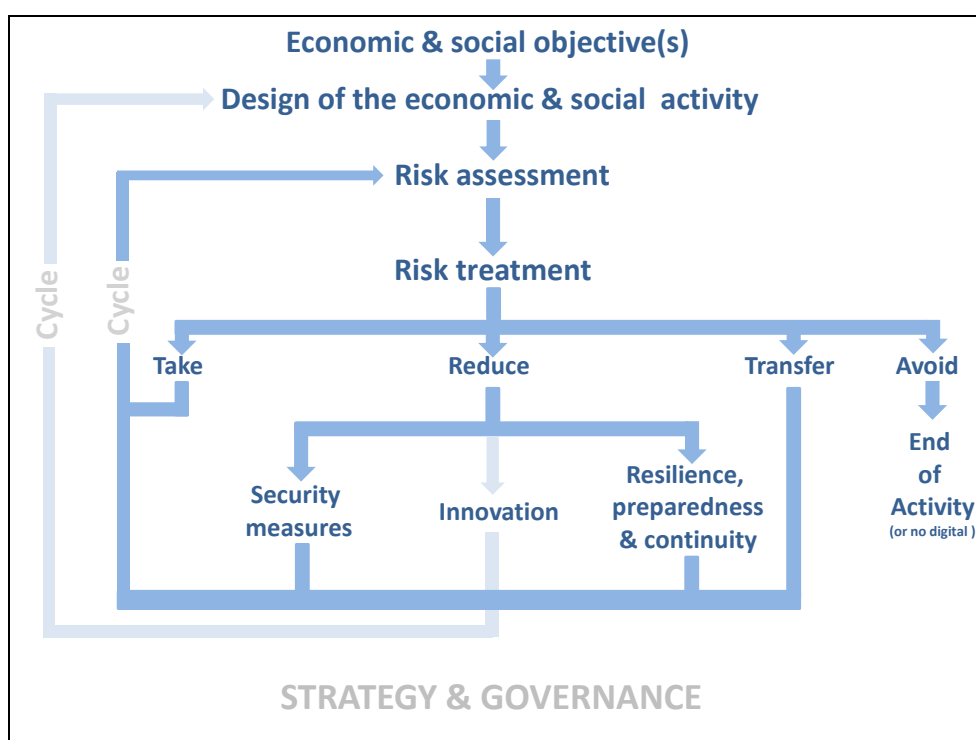 Economic & social objective(s)
Design of the economic & social activity
Risk assessment
Risk treatment
Cycle
Cycle
Take
Reduce
Transfer
Avoid
Security
measures
Innovation
Resilience,
preparedness
& continuity
End
of
Activity
(or no digital )
STRATEGY & GOVERNANCE